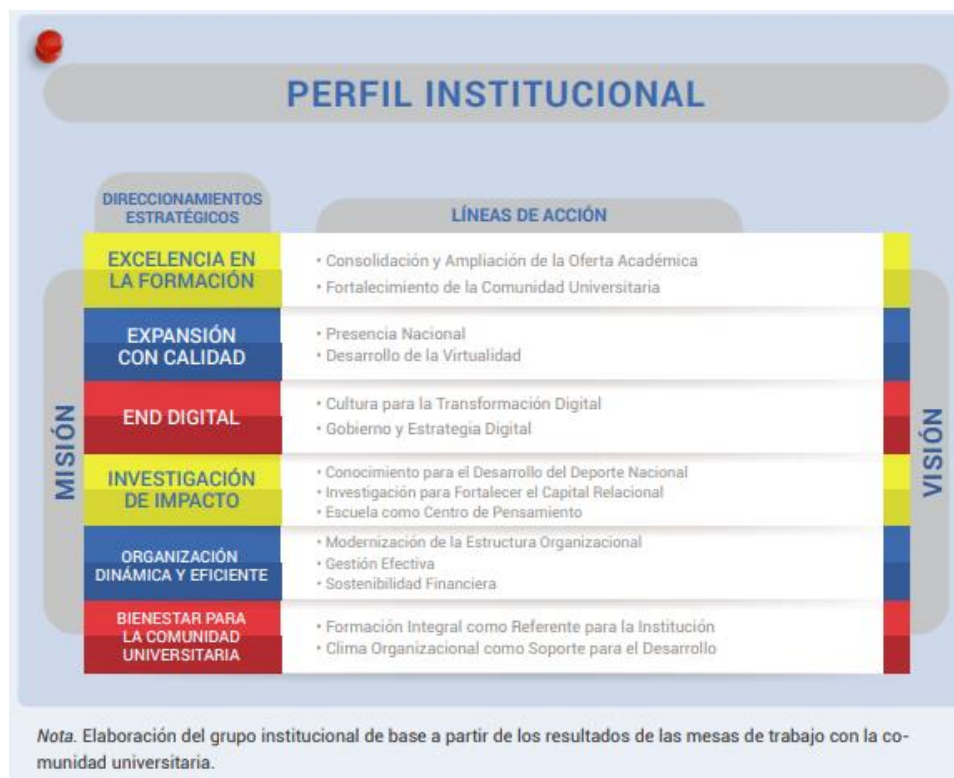 PERFIL INSTITUCIONAL
DIRECCIONAMIENTOS
ESTRATÉGICOS
LÍNEAS DE ACCIÓN
MISIÓN
EXCELENCIA EN
LA FORMACIÓN
• Consolidación y Ampliación de la Oferta Académica
• Fortalecimiento de la Comunidad Universitaria
EXPANSIÓN
CON CALIDAD
• Presencia Nacional
• Desarrollo de la Virtualidad
END DIGITAL
• Cultura para la Transformación Digital
• Gobierno y Estrategia Digital
INVESTIGACIÓN
DE IMPACTO
• Conocimiento para el Desarrollo del Deporte Nacional
• Investigación para Fortalecer el Capital Relacional
• Escuela como Centro de Pensamiento
ORGANIZACIÓN
DINÁMICA Y EFICIENTE
• Modernización de la Estructura Organizacional
• Gestión Efectiva
• Sostenibilidad Financiera
BIENESTAR PARA
LA COMUNIDAD
UNIVERSITARIA
• Formación Integral como Referente para la Institución
• Clima Organizacional como Soporte para el Desarrollo
VISIÓN
Nota. Elaboración del grupo institucional de base a partir de los resultados de las mesas de trabajo con la co-
munidad universitaria.